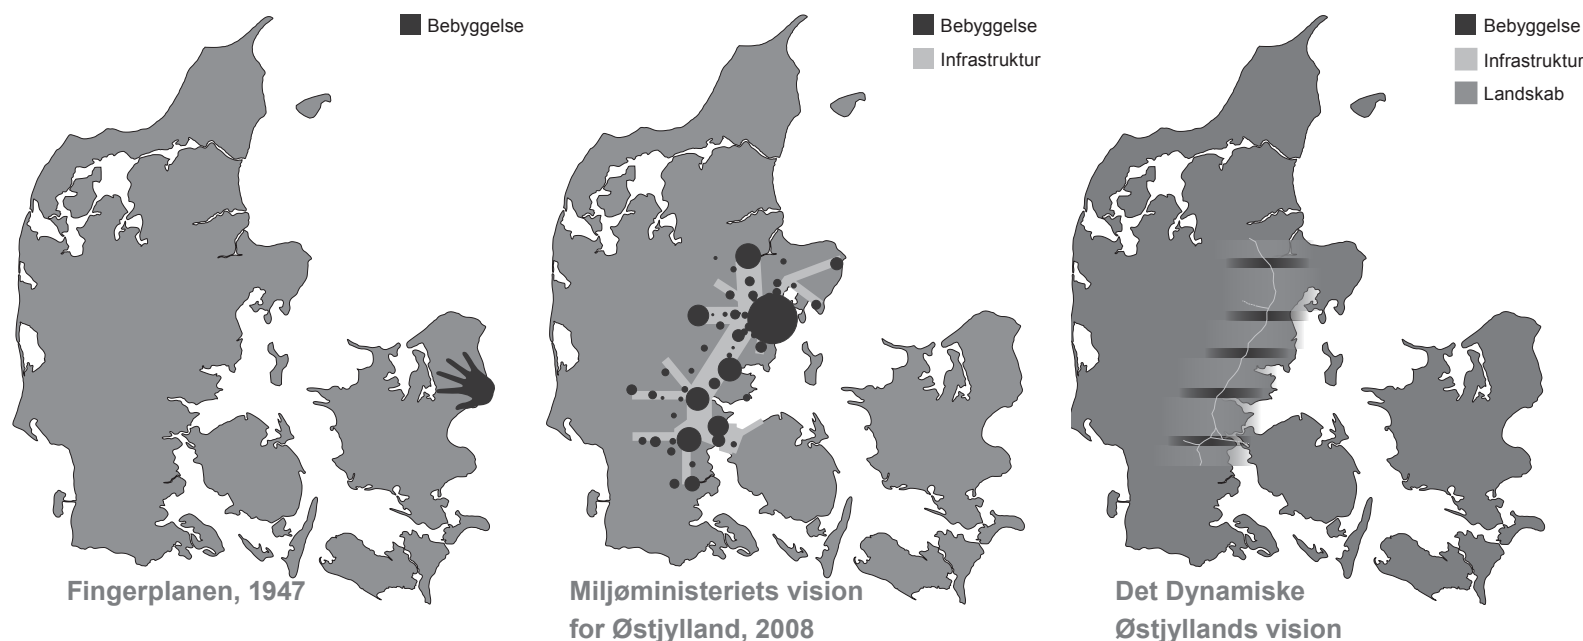 Bebyggelse
Fingerplanen, 1947
Bebyggelse
Infrastruktur
Miljøministeriets vision
for Østjylland, 2008
Bebyggelse
Infrastruktur
Landskab
Det Dynamiske
Østjyllands vision